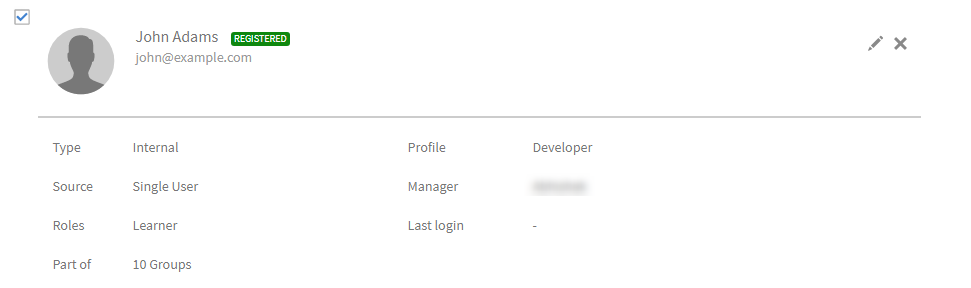 John Adams REGISTERED
john@example.com
Type Internal Profile Developer
Source Single User Manager
Roles Learner Last login -
Part of 10 Groups